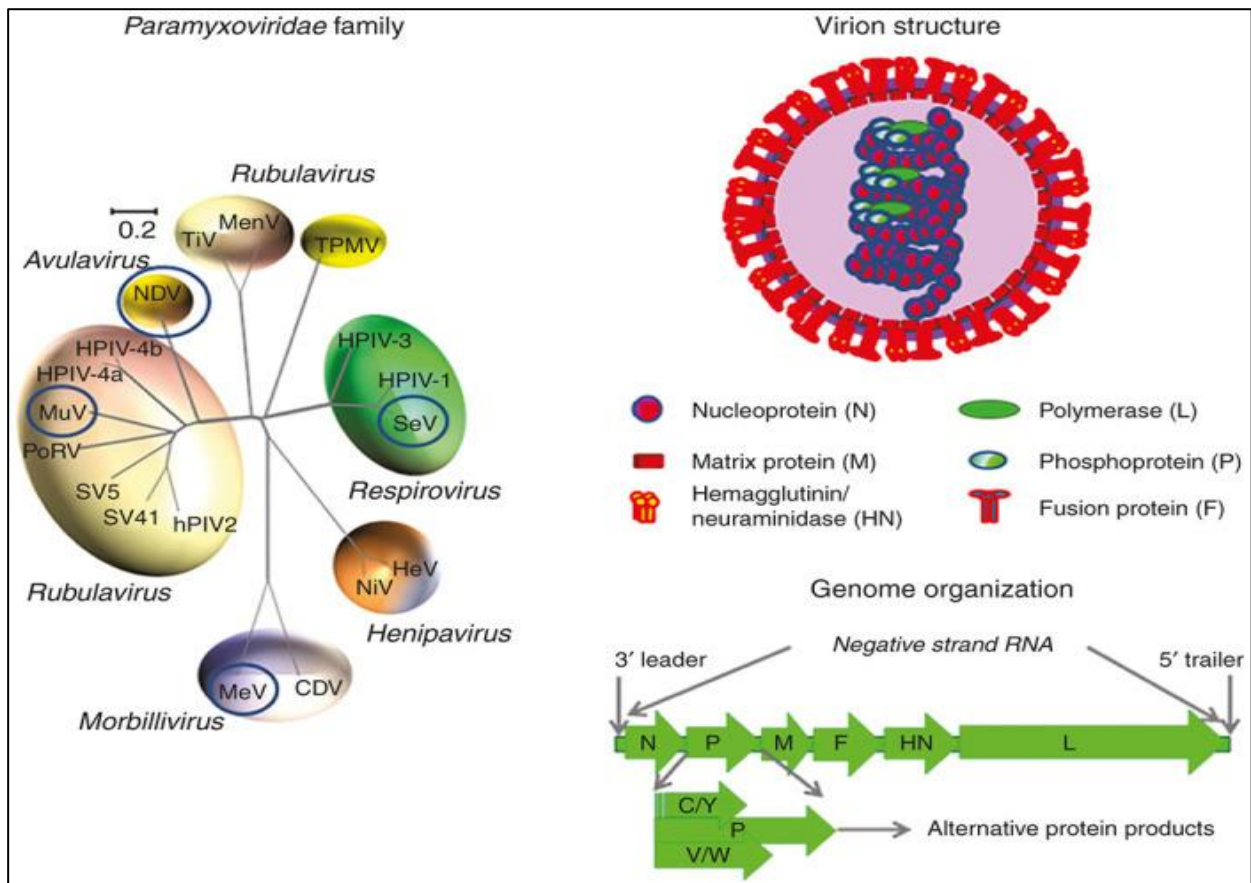 Paramyxoviridae family
Rubulavirus
0.2
TiV
MenV
TPMV
Avulavirus
NDV
HPIV-4b
HPIV-4a
MuV
PoRV
SV5
SV41
hPIV2
Rubulavirus
HPIV-3
HPIV-1
SeV
Respirovirus
HeV
NiV
Henipavirus
MeV
CDV
Morbillivirus
Virion structure
Nucleoprotein (N)
Polymerase (L)
Matrix protein (M)
Phosphoprotein (P)
Hemagglutinin/
neuraminidase (HN)
Fusion protein (F)
Genome organization
Negative strand RNA
3′ leader
5′ trailer
N
P
M
F
HN
L
C/Y
P
V/W
Alternative protein products